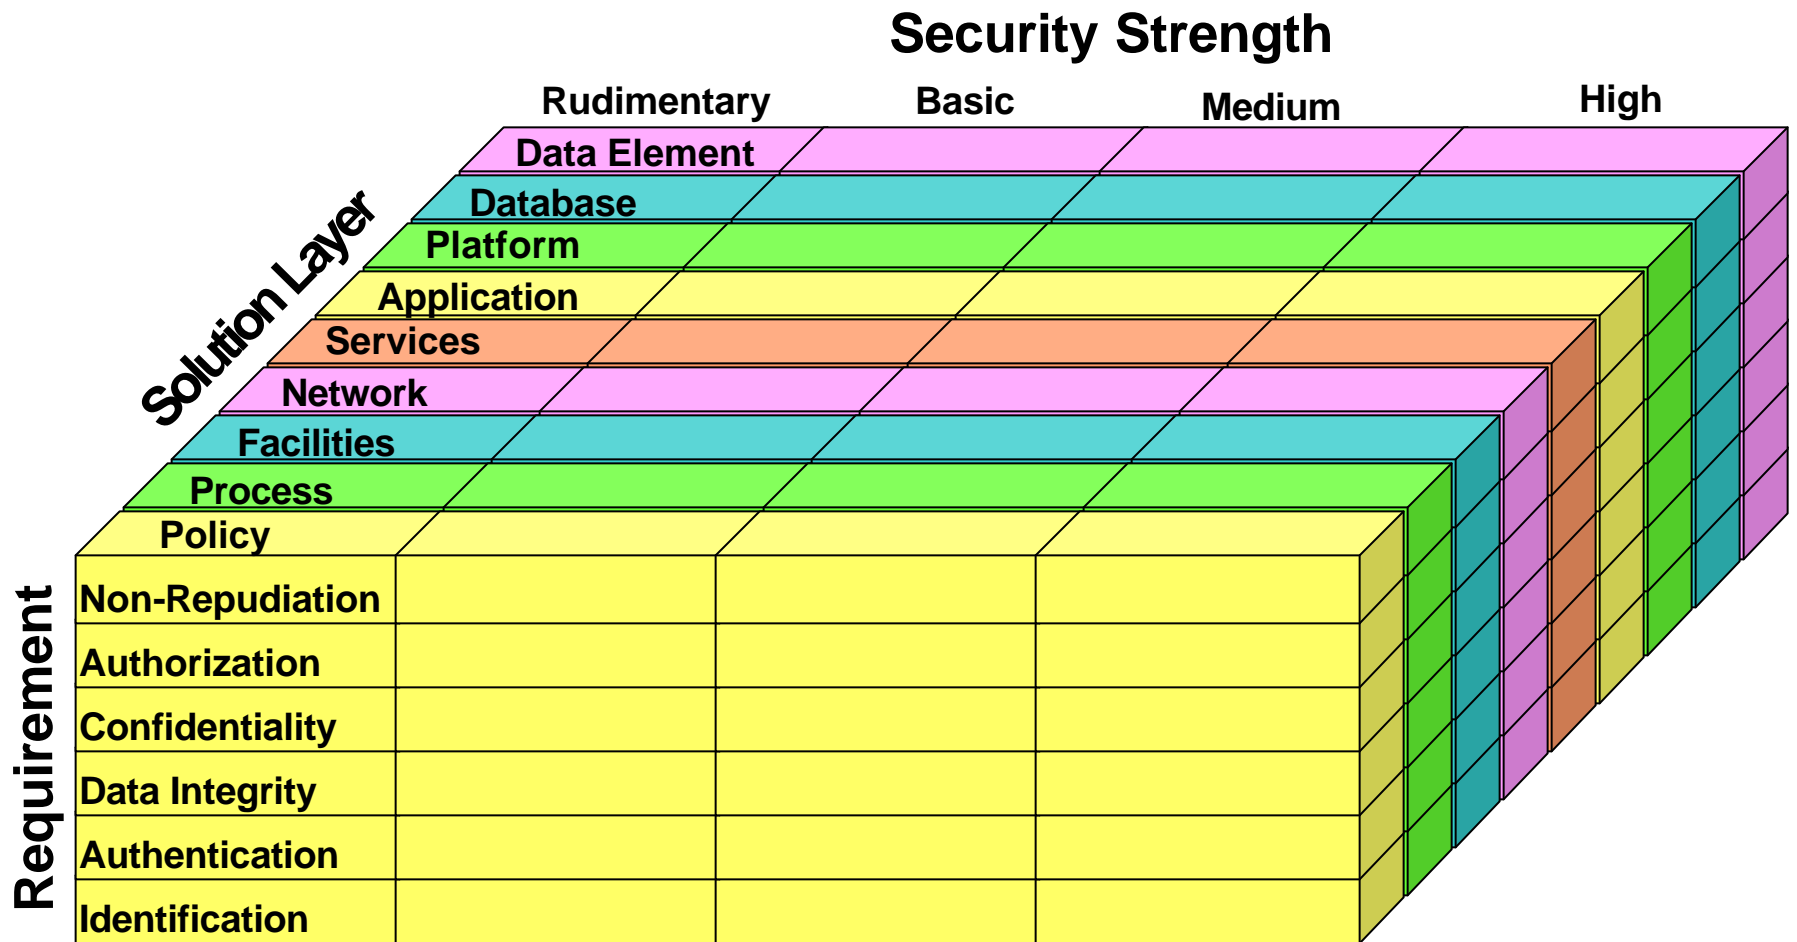 Security Strength
Rudimentary
Basic
Medium
High
Solution Layer
Data Element
Database
Platform
Application
Services
Network
Facilities
Process
Policy
Requirement
Non-Repudiation
Authorization
Confidentiality
Data Integrity
Authentication
Identification